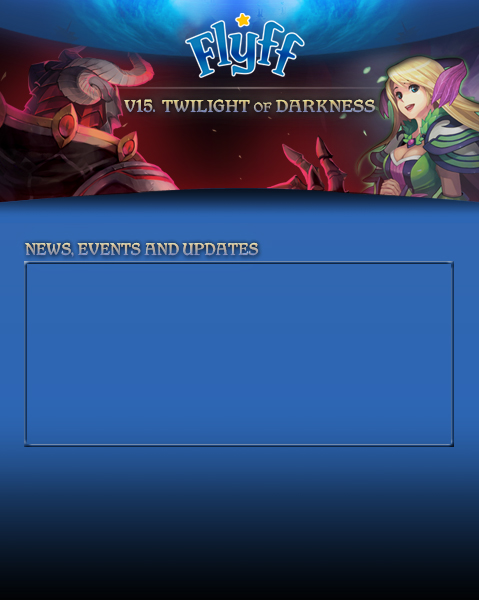 Flyff
V15. TWILIGHT OF DARKNESS
NEWS, EVENTS AND UPDATES